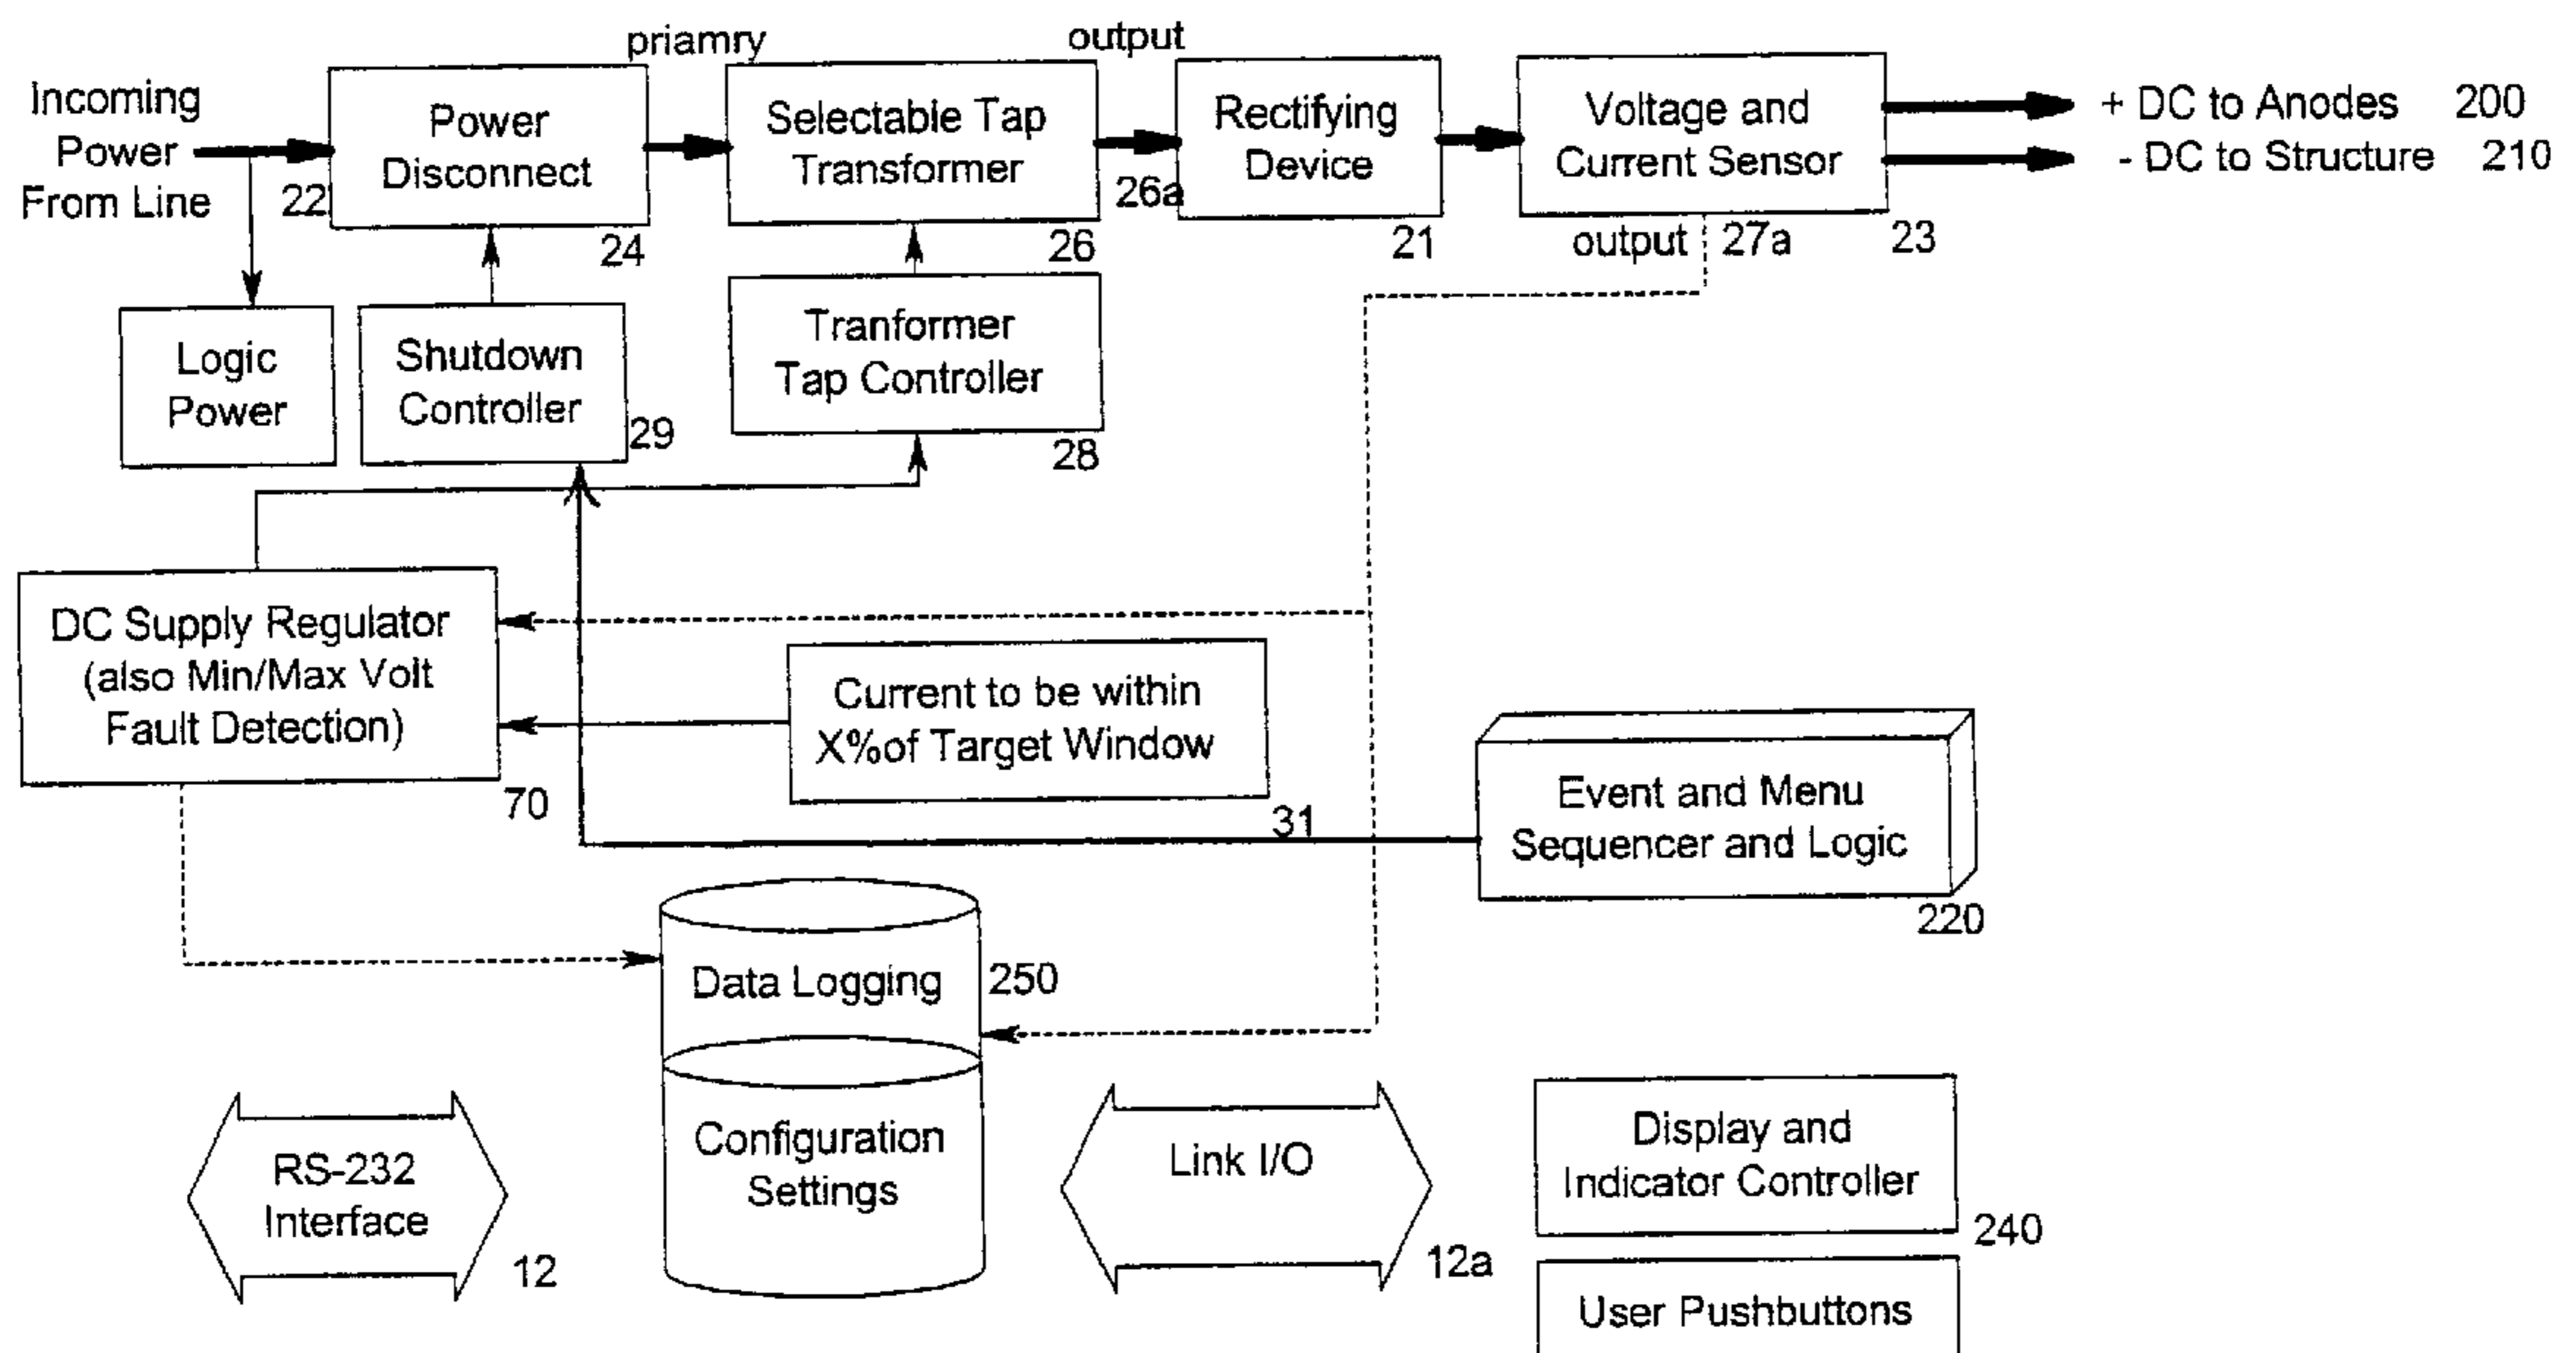 priamry
output
Incoming
Power
From Line
22
Power
Disconnect
24
Selectable Tap
Transformer
26
26a
Rectifying
Device
21
Voltage and
Current Sensor
23
output
27a
+ DC to Anodes 200
- DC to Structure 210
Logic
Power
Shutdown
Controller
29
Tranformer
Tap Controller
28
DC Supply Regulator
(also Min/Max Volt
Fault Detection)
70
Current to be within
X%of Target Window
31
Event and Menu
Sequencer and Logic
220
Data Logging
250
Configuration
Settings
RS-232
Interface
12
Link I/O
12a
Display and
Indicator Controller
240
User Pushbuttons